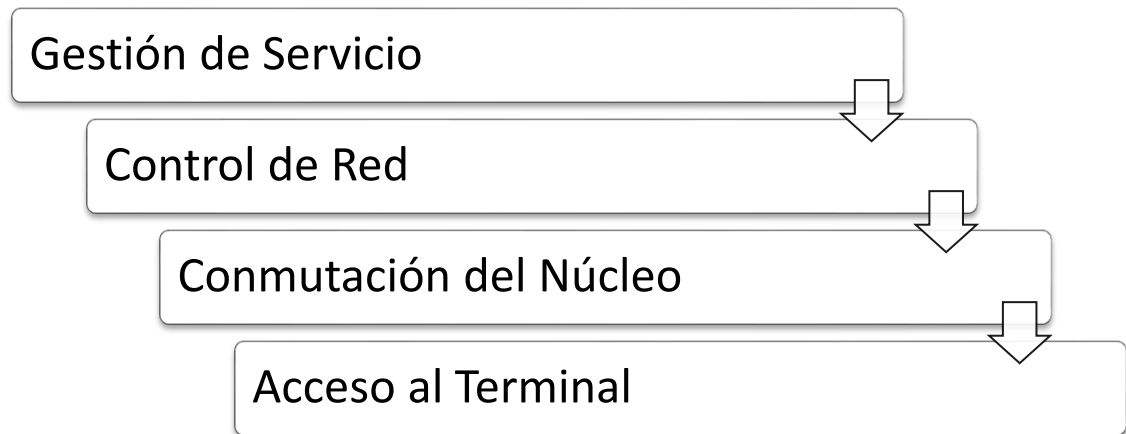 Gestión de Servicio
Control de Red
Conmutación del Núcleo
Acceso al Terminal